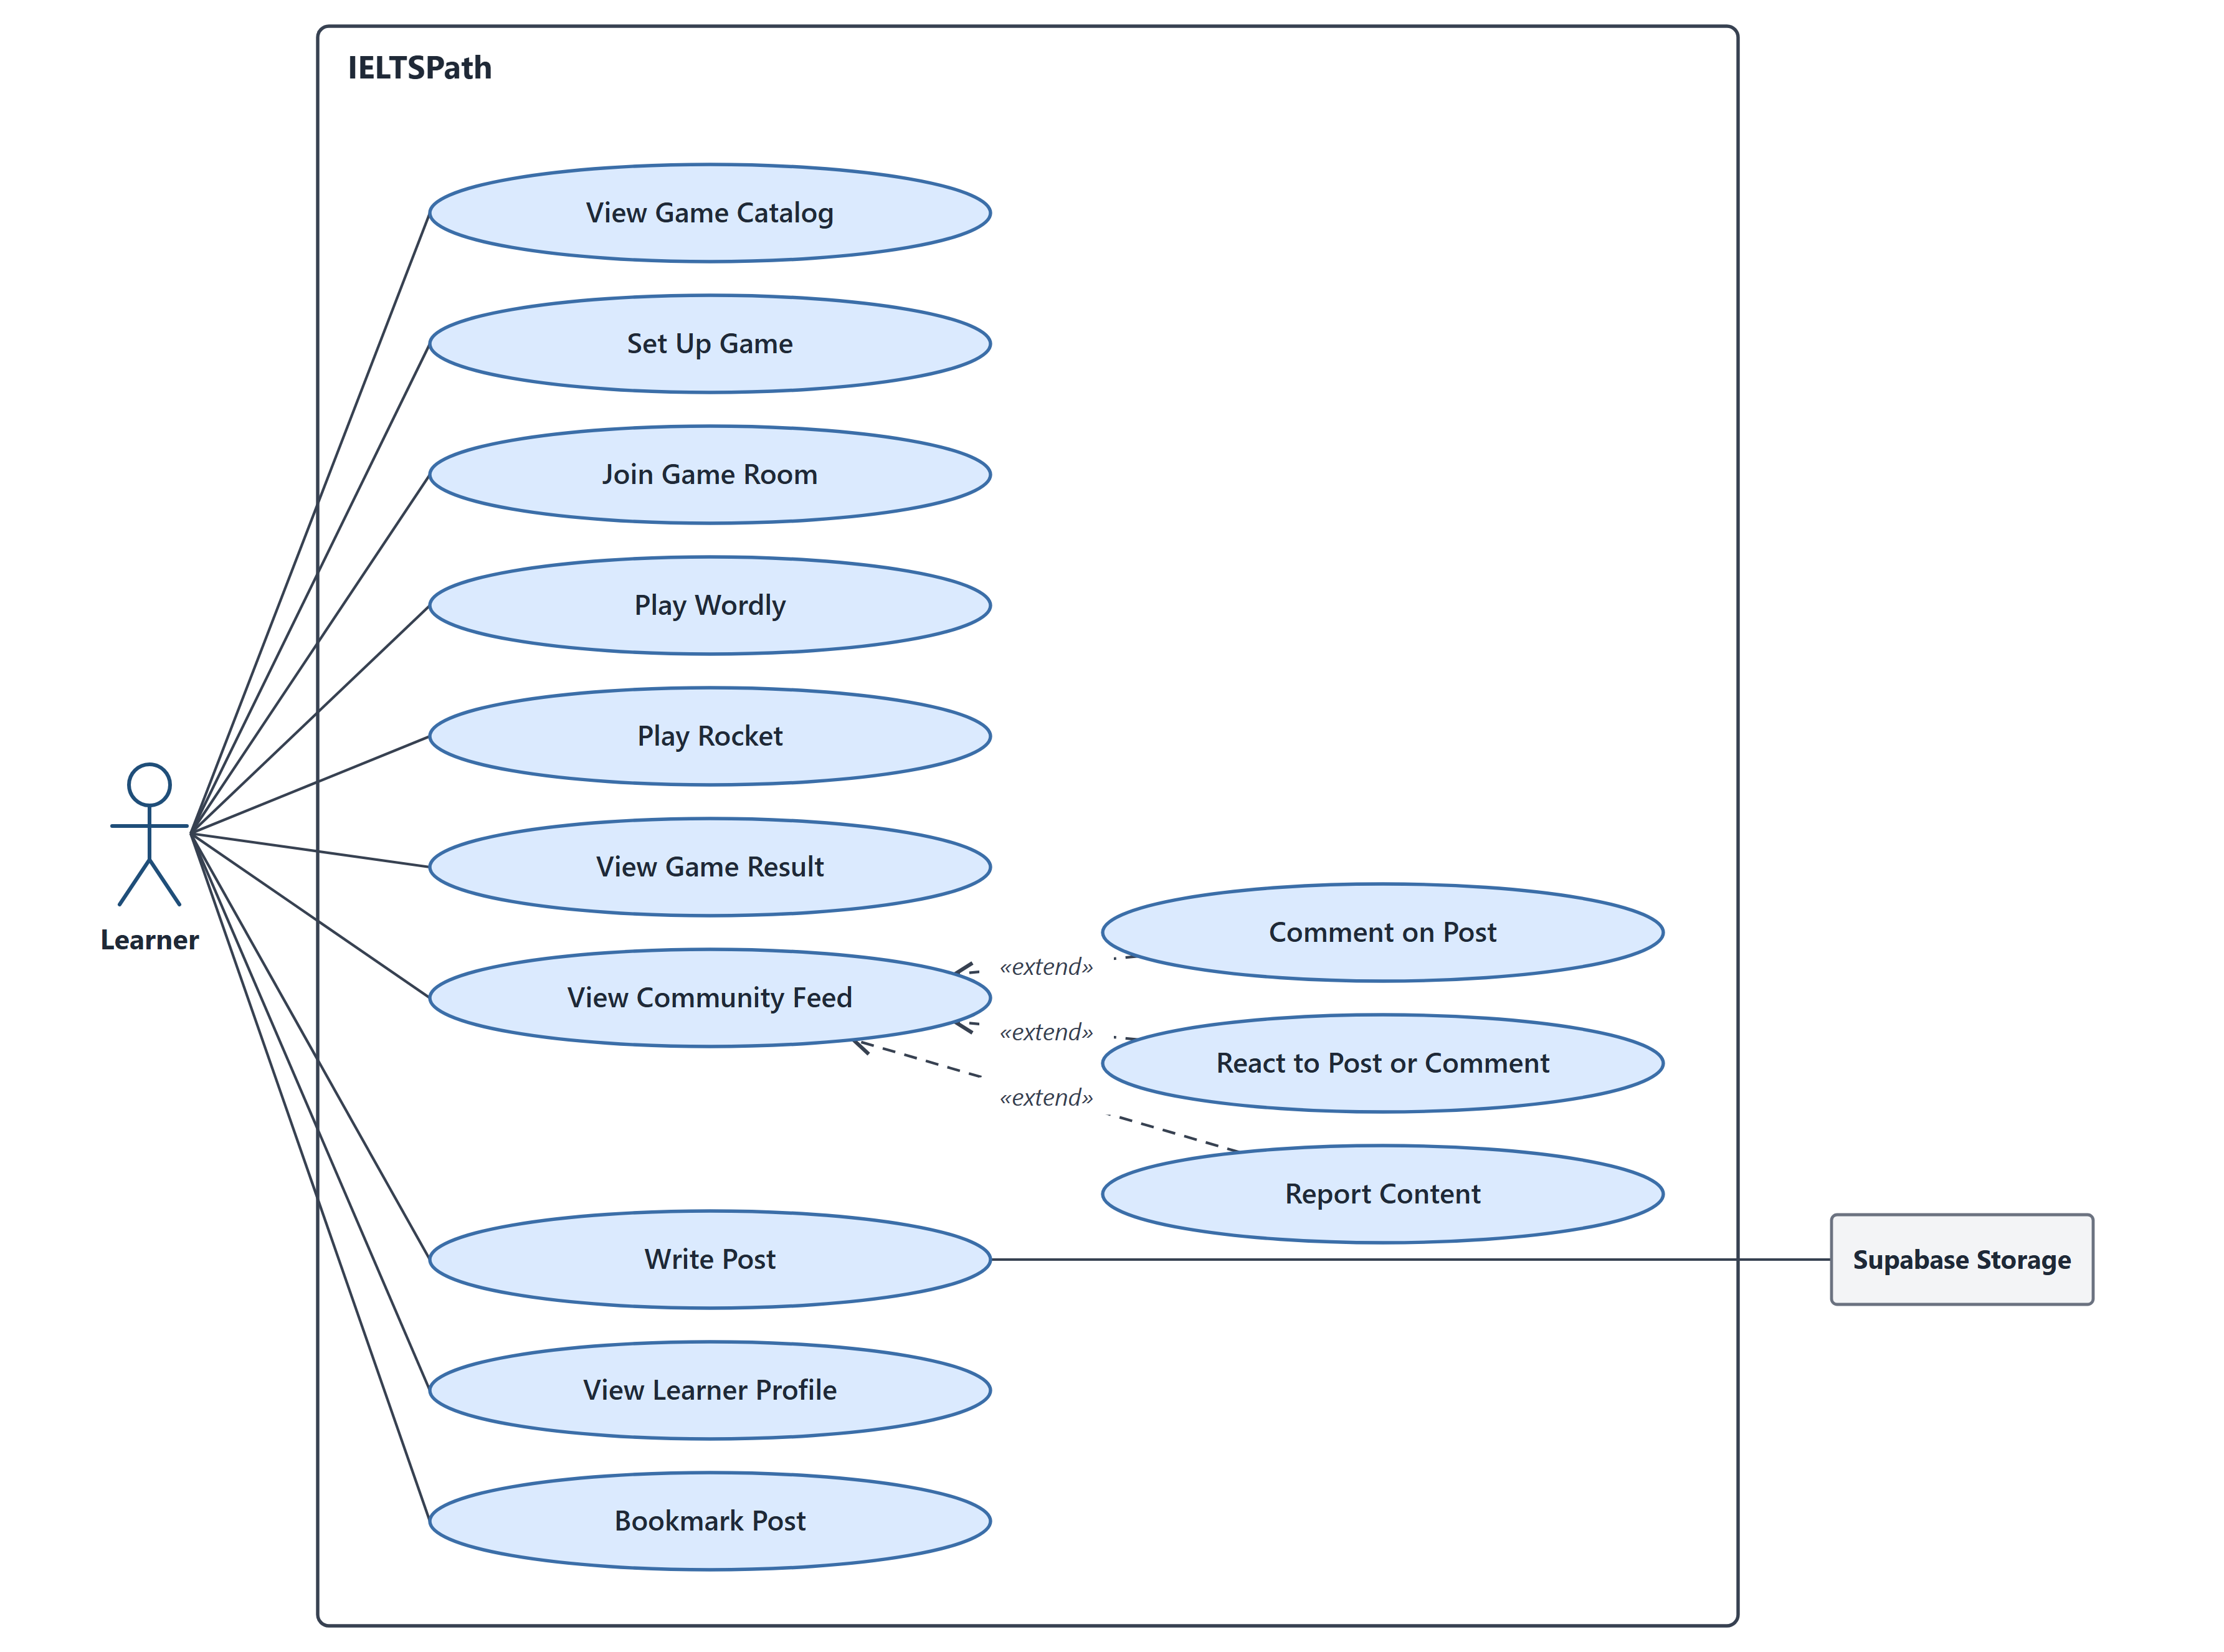 IELTSPath
View Game Catalog
Set Up Game
Join Game Room
Play Wordly
Play Rocket
View Game Result
Learner
Comment on Post
«extend»
View Community Feed
«extend»
React to Post or Comment
«extend»
Report Content
Write Post
Supabase Storage
View Learner Profile
Bookmark Post